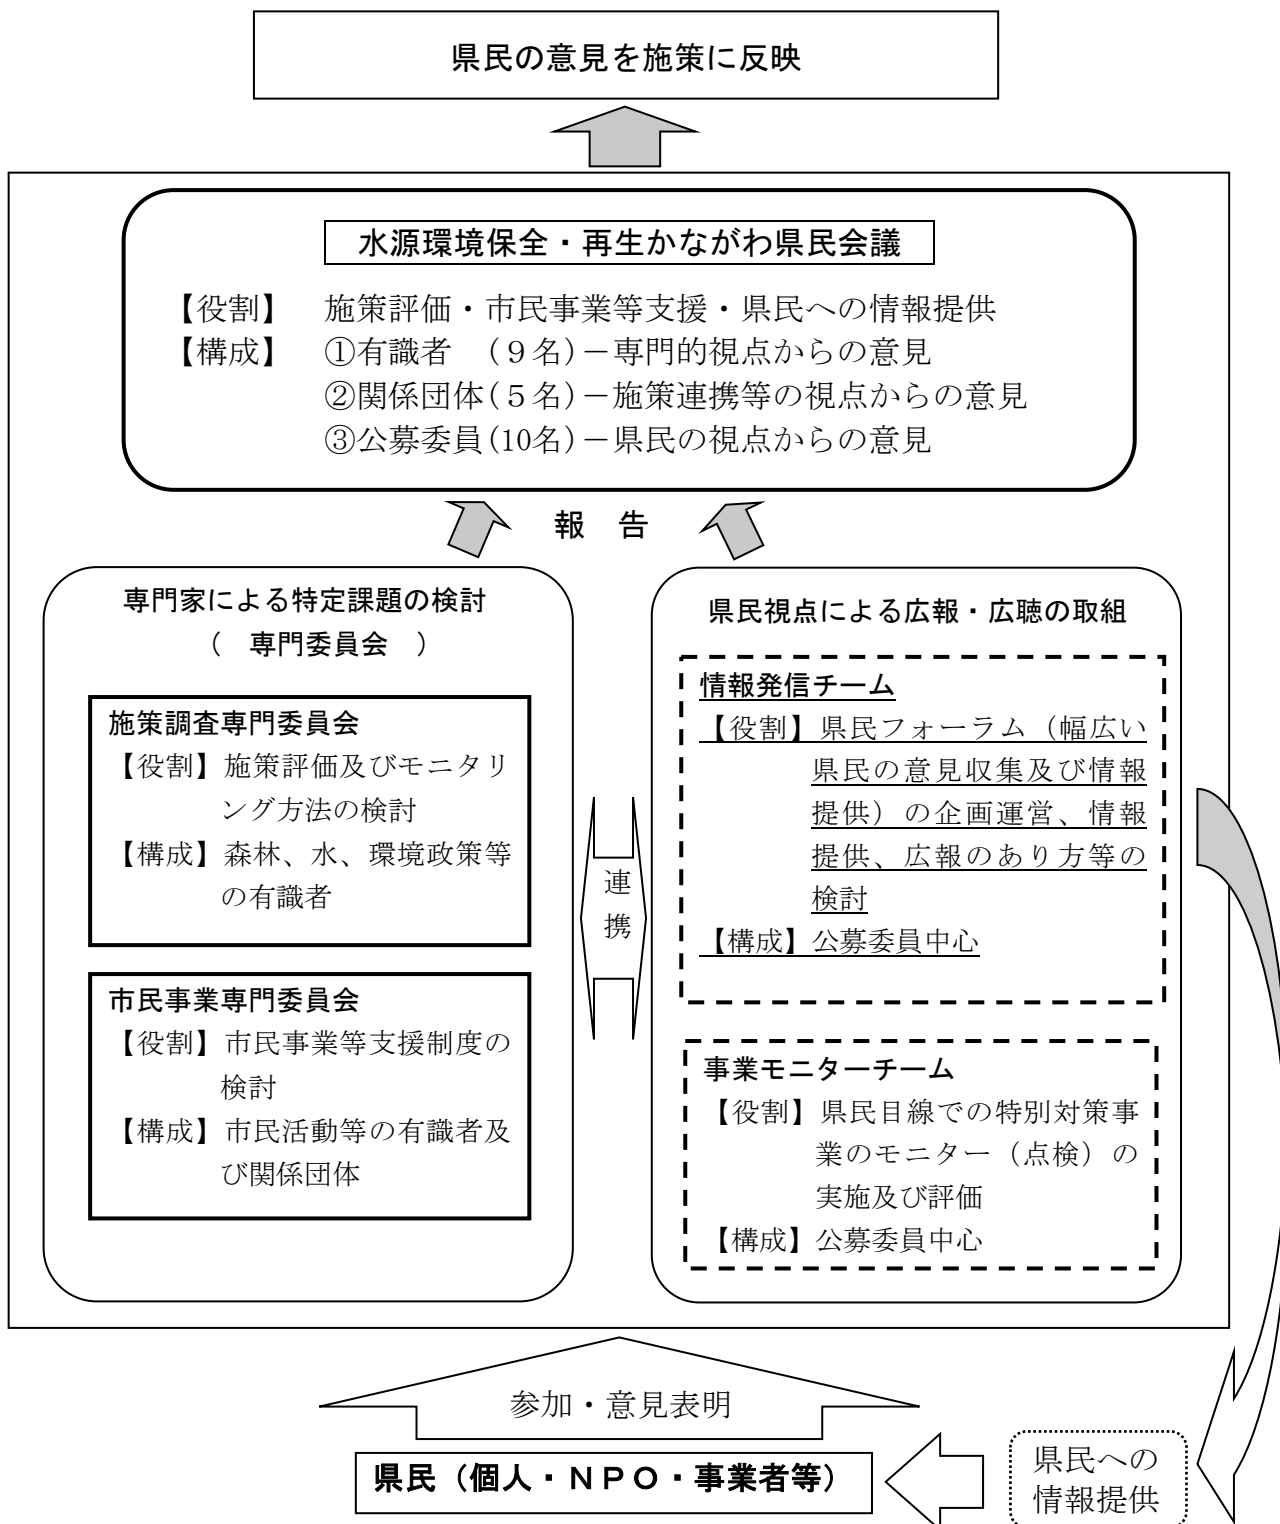 県民の意見を施策に反映
水源環境保全・再生かながわ県民会議
【役割】 施策評価・市民事業等支援・県民への情報提供
【構成】 ①有識者 (９名)－専門的視点からの意見
②関係団体(５名)－施策連携等の視点からの意見
③公募委員(10名)－県民の視点からの意見
報 告
専門家による特定課題の検討
( 専門委員会 )
施策調査専門委員会
【役割】施策評価及びモニタリ
ング方法の検討
【構成】森林、水、環境政策等
の有識者
市民事業専門委員会
【役割】市民事業等支援制度の
検討
【構成】市民活動等の有識者及
び関係団体
連
携
県民視点による広報・広聴の取組
情報発信チーム
【役割】県民フォーラム（幅広い
県民の意見収集及び情報
提供）の企画運営、情報
提供、広報のあり方等の
検討
【構成】公募委員中心
事業モニターチーム
【役割】県民目線での特別対策事
業のモニター（点検）の
実施及び評価
【構成】公募委員中心
参加・意見表明
県民（個人・ＮＰＯ・事業者等）
県民への
情報提供